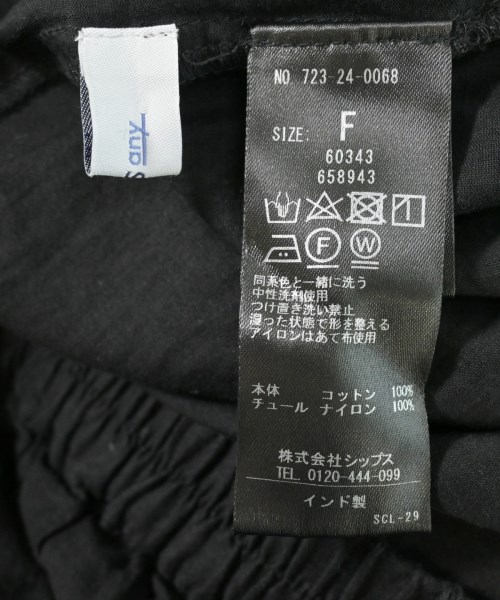 any
NO 723-24-0068
SIZE: F
60343
658943
F W
同系色と一緒に洗う
中性洗剤使用
つけ置き洗い禁止
湿った状態で形を整える
アイロンはあて布使用
本体 コットン 100%
チュール ナイロン 100%
株式会社シップス
TEL. 0120-444-099
インド製
SCL-29